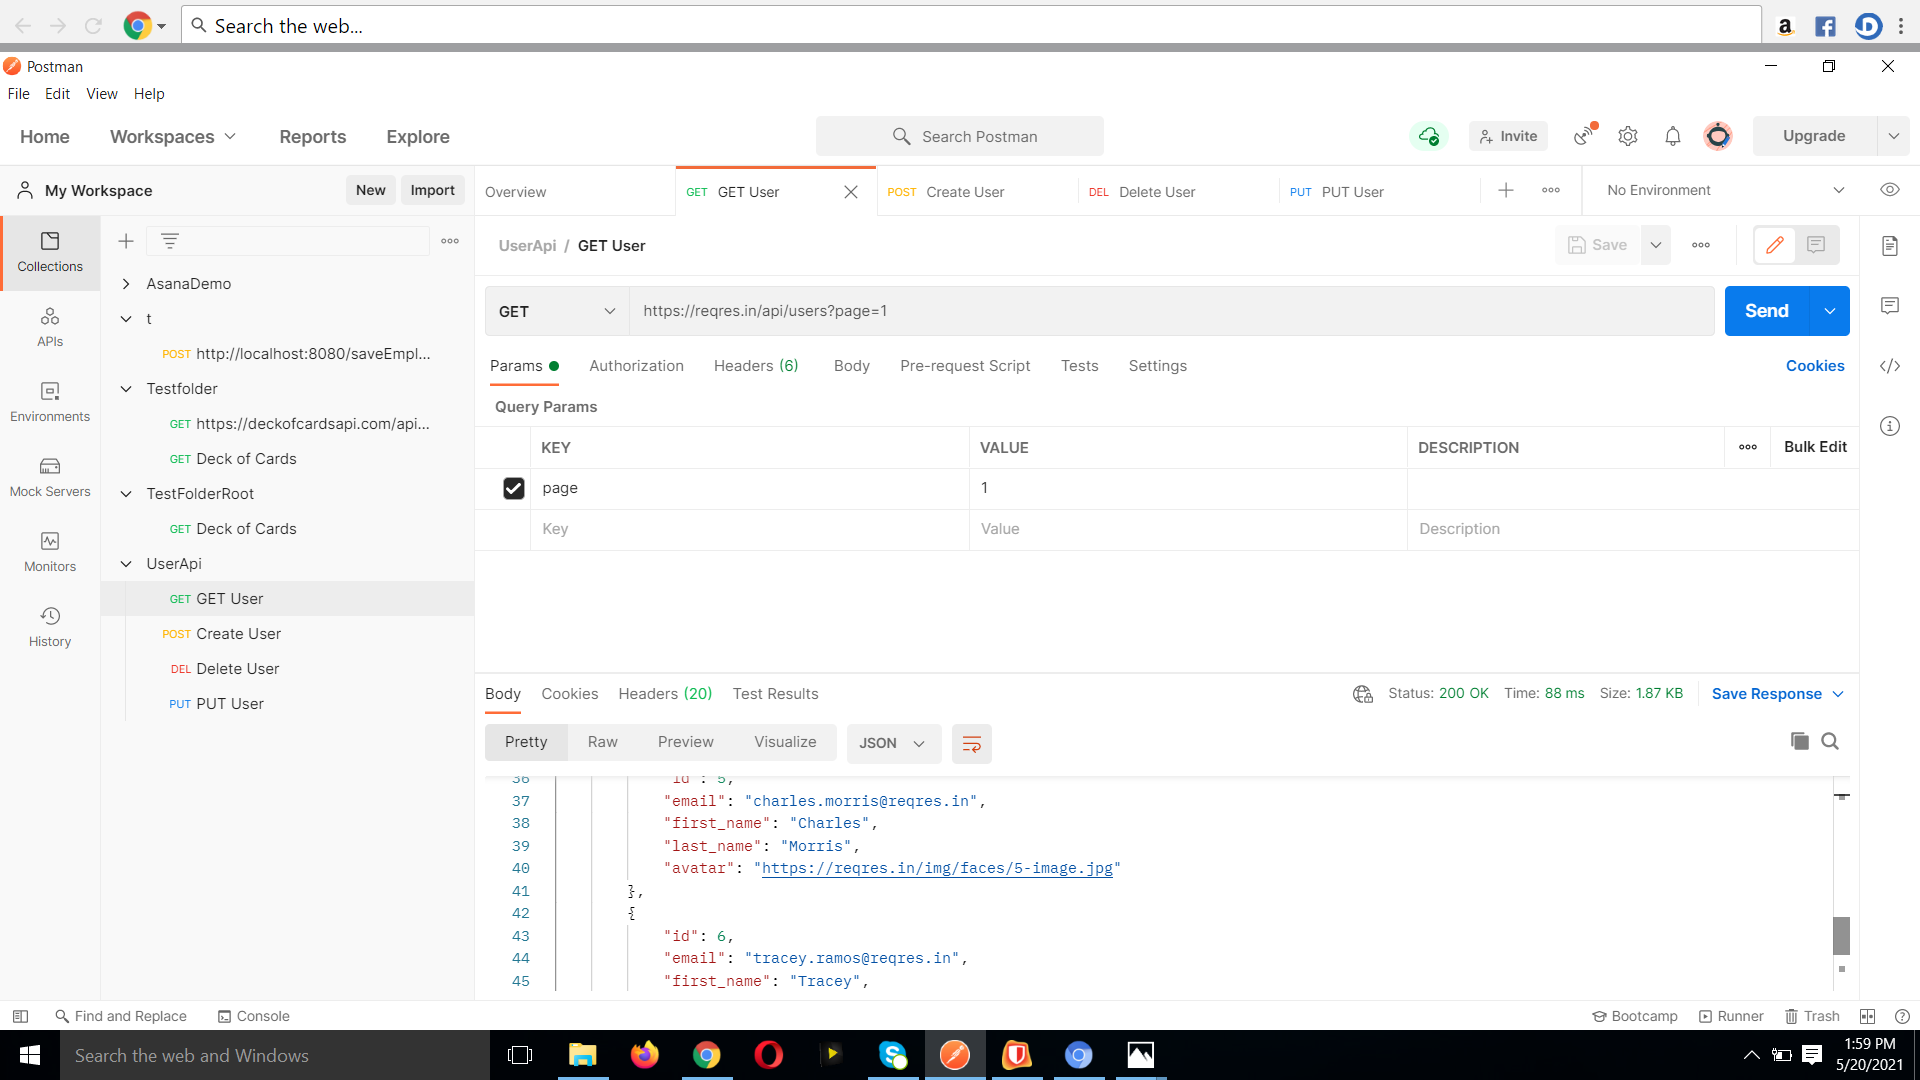 Search the web...
Postman
File Edit View Help
Home Workspaces Reports Explore
Search Postman
Invite
Upgrade
My Workspace
New
Import
Overview
GET GET User
POST Create User
DEL Delete User
PUT PUT User
No Environment
Collections
APIs
Environments
Mock Servers
Monitors
History
AsanaDemo
t
POST http://localhost:8080/saveEmpl...
Testfolder
GET https://deckofcardsapi.com/api...
GET Deck of Cards
TestFolderRoot
GET Deck of Cards
UserApi
GET GET User
POST Create User
DEL Delete User
PUT PUT User
UserApi / GET User
Save
GET
https://reqres.in/api/users?page=1
Send
Params Authorization Headers (6) Body Pre-request Script Tests Settings
Cookies
Query Params
KEY VALUE DESCRIPTION
Bulk Edit
page 1
Key Value Description
Body Cookies Headers (20) Test Results
Status: 200 OK Time: 88 ms Size: 1.87 KB
Save Response
Pretty Raw Preview Visualize
JSON
36 "id": 5,
37 "email": "charles.morris@reqres.in",
38 "first_name": "Charles",
39 "last_name": "Morris",
40 "avatar": "https://reqres.in/img/faces/5-image.jpg"
41 },
42 {
43 "id": 6,
44 "email": "tracey.ramos@reqres.in",
45 "first_name": "Tracey",
Find and Replace
Console
Bootcamp
Runner
Trash
Search the web and Windows
1:59 PM
5/20/2021